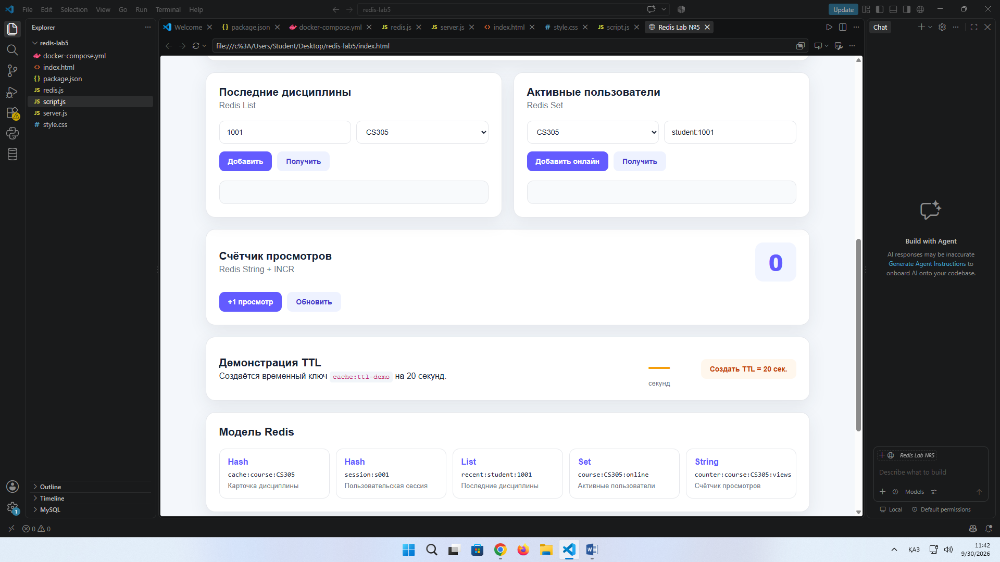 File Edit Selection View Go Run Terminal Help
redis-lab5
Update
Explorer
redis-lab5
docker-compose.yml
index.html
package.json
redis.js
script.js
server.js
style.css
Outline
Timeline
MySQL
Welcome
package.json
docker-compose.yml
redis.js
server.js
index.html
style.css
script.js
Redis Lab №5
file:///c%3A/Users/Student/Desktop/redis-lab5/index.html
Последние дисциплины
Redis List
1001
CS305
Добавить
Получить
Активные пользователи
Redis Set
CS305
student:1001
Добавить онлайн
Получить
Счётчик просмотров
Redis String + INCR
0
+1 просмотр
Обновить
Демонстрация TTL
Создаётся временный ключ cache:ttl-demo на 20 секунд.
—
секунд
Создать TTL = 20 сек.
Модель Redis
Hash
cache:course:CS305
Карточка дисциплины
Hash
session:s001
Пользовательская сессия
List
recent:student:1001
Последние дисциплины
Set
course:CS305:online
Активные пользователи
String
counter:course:CS305:views
Счётчик просмотров
Chat
Build with Agent
AI responses may be inaccurate
Generate Agent Instructions to
onboard AI onto your codebase.
Redis Lab №5
Describe what to build
Models
Local
Default permissions
1
0 0
ҚАЗ
11:42
9/30/2026